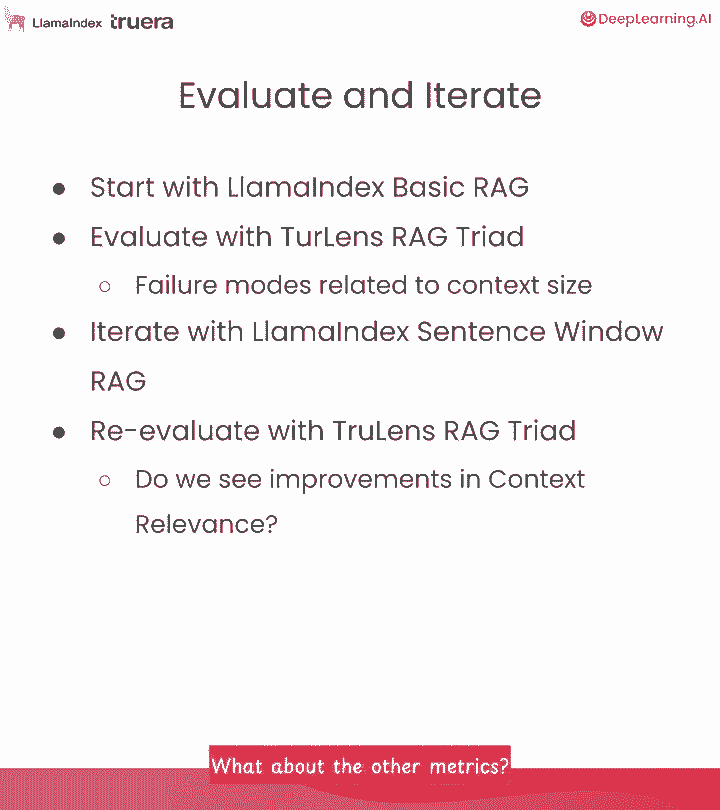 LlamaIndex truera
DeepLearning.AI
Evaluate and Iterate
● Start with LlamaIndex Basic RAG
● Evaluate with TurLens RAG Triad
○ Failure modes related to context size
● Iterate with LlamaIndex Sentence Window
RAG
● Re-evaluate with TruLens RAG Triad
○ Do we see improvements in Context
Relevance?
What about the other metrics?